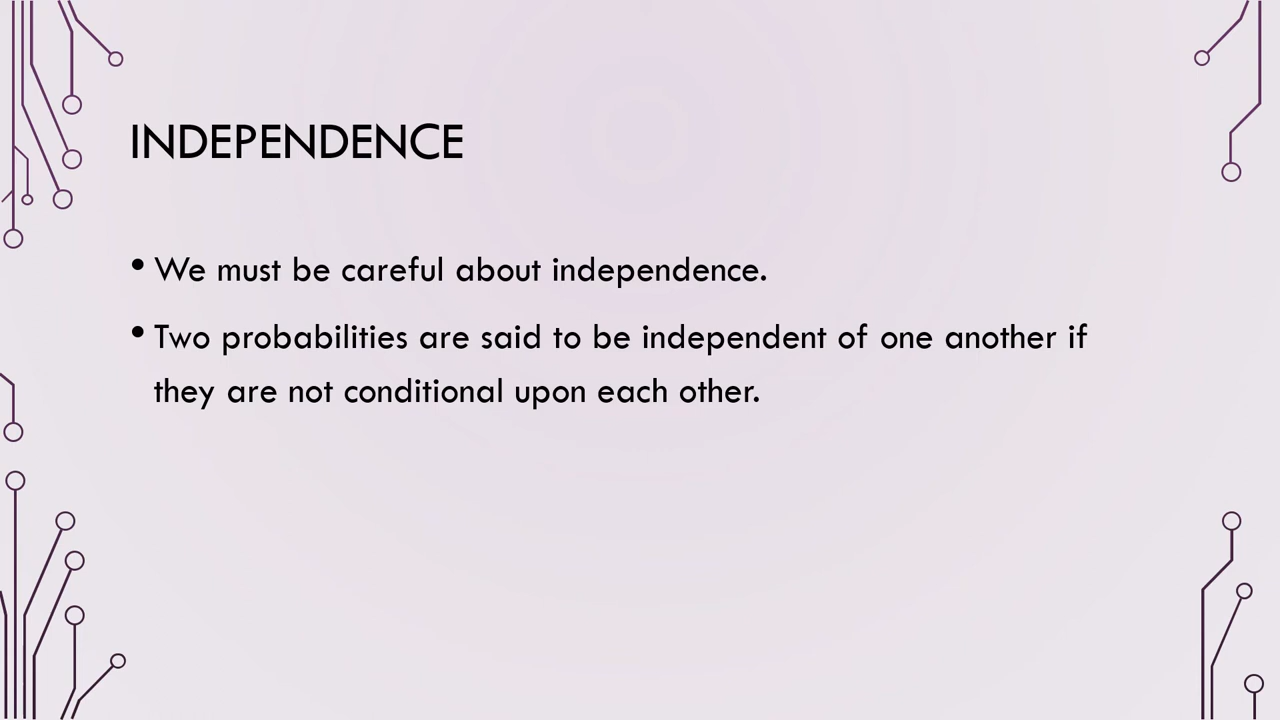 INDEPENDENCE
• We must be careful about independence.
• Two probabilities are said to be independent of one another if
they are not conditional upon each other.